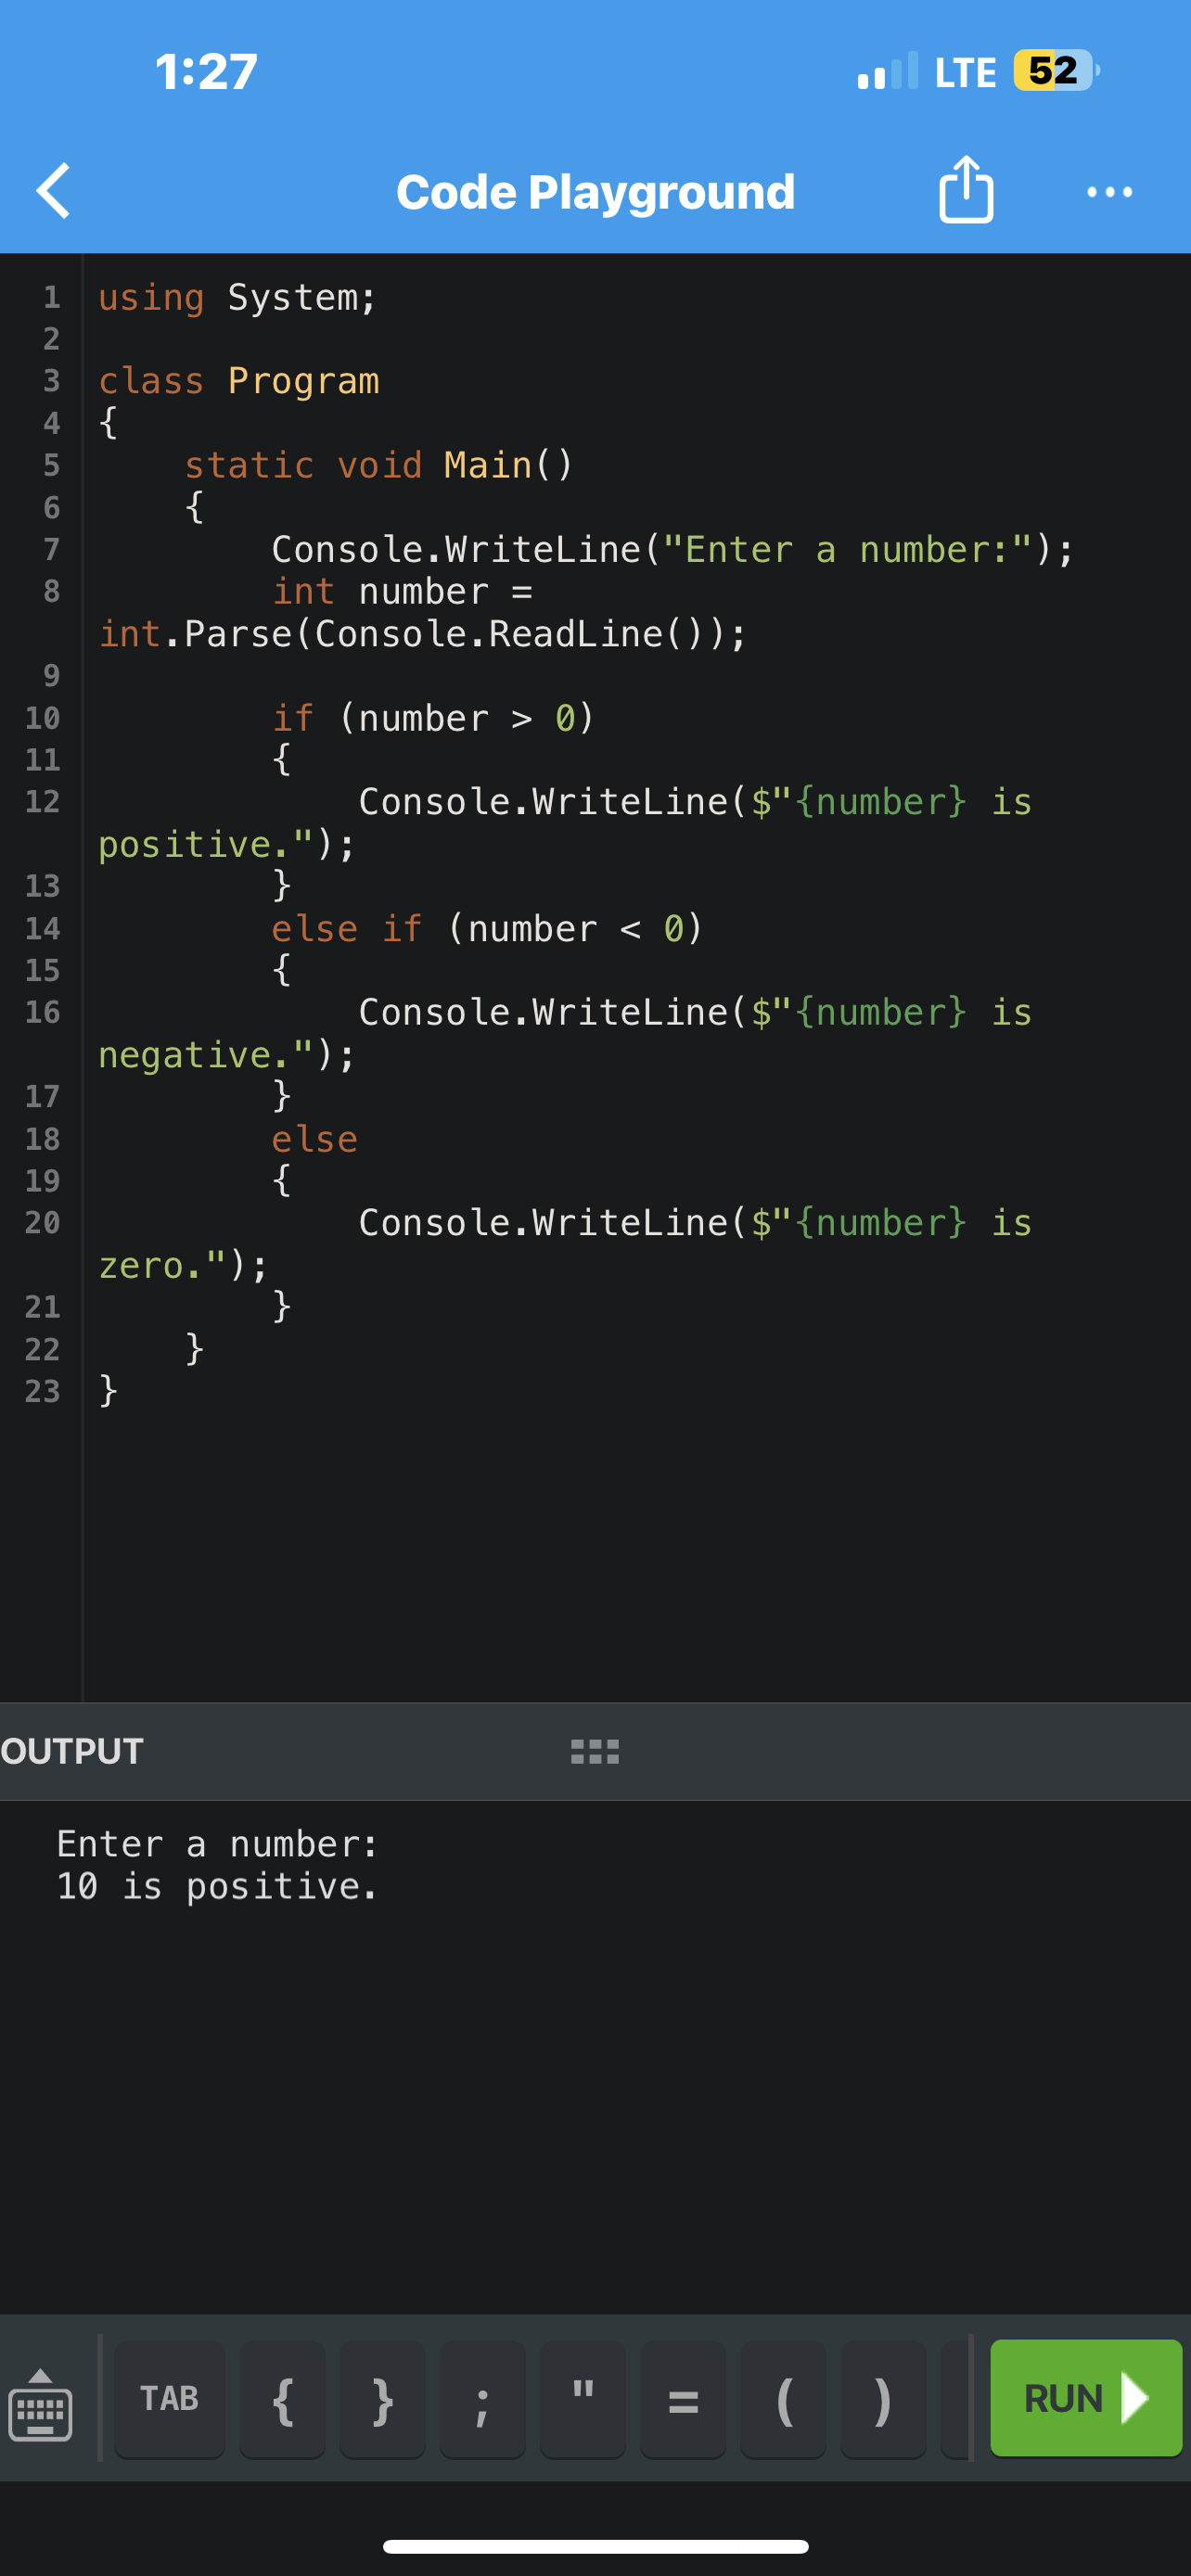 1:27 LTE 52
Code Playground
1 using System;
2
3 class Program
4 {
5     static void Main()
6     {
7         Console.WriteLine("Enter a number:");
8         int number =
int.Parse(Console.ReadLine());
9
10         if (number > 0)
11         {
12             Console.WriteLine($"{number} is
positive.");
13         }
14         else if (number < 0)
15         {
16             Console.WriteLine($"{number} is
negative.");
17         }
18         else
19         {
20             Console.WriteLine($"{number} is
zero.");
21         }
22     }
23 }
OUTPUT
Enter a number:
10 is positive.
TAB { } ; " = ( ) RUN